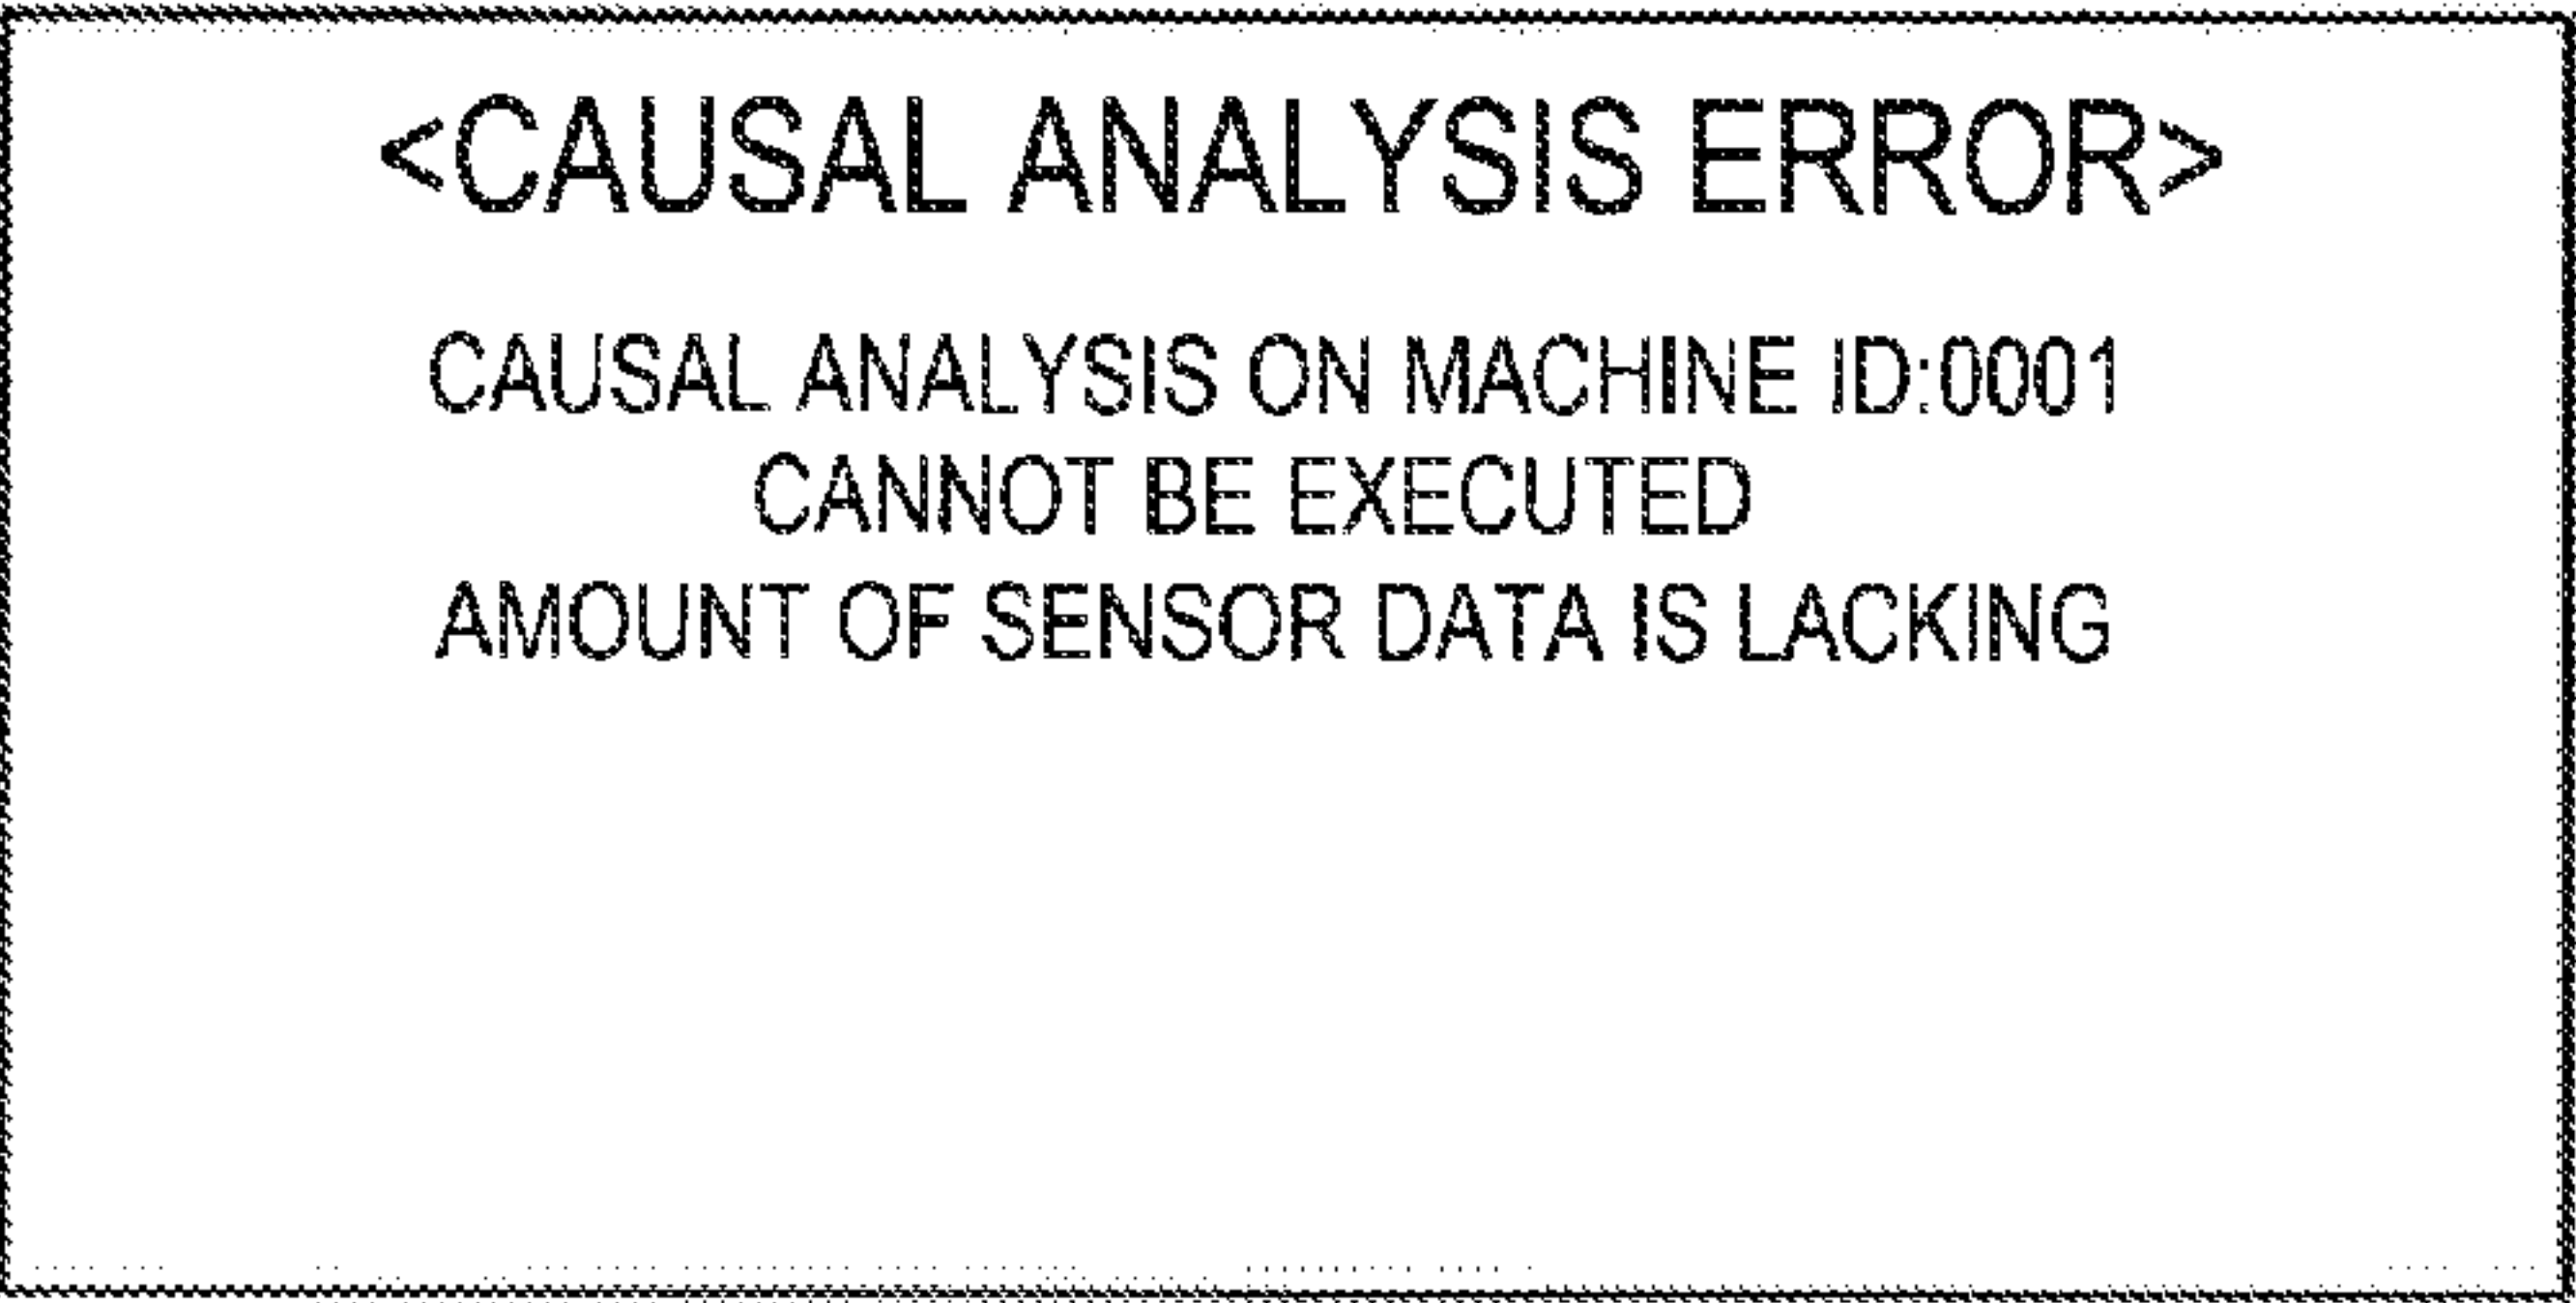 <CAUSAL ANALYSIS ERROR>
CAUSAL ANALYSIS ON MACHINE ID:0001
CANNOT BE EXECUTED
AMOUNT OF SENSOR DATA IS LACKING